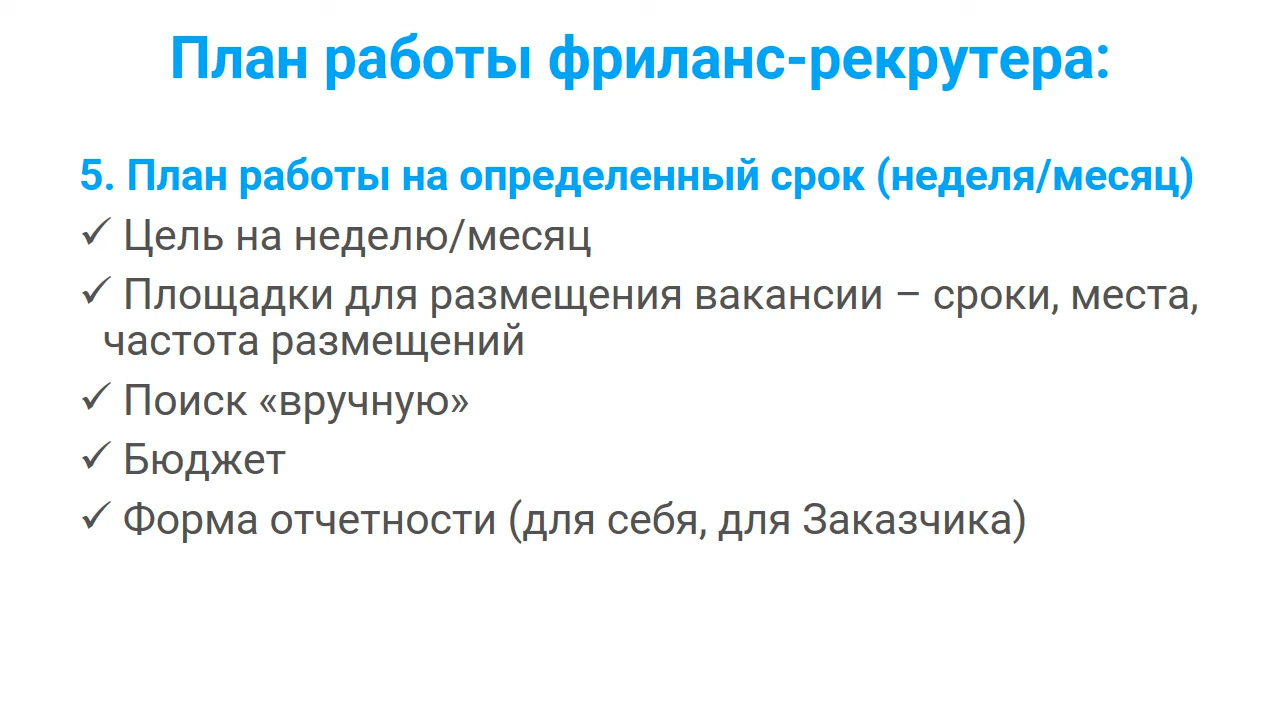 План работы фриланс-рекрутера:
5. План работы на определенный срок (неделя/месяц)
✓ Цель на неделю/месяц
✓ Площадки для размещения вакансии – сроки, места,
частота размещений
✓ Поиск «вручную»
✓ Бюджет
✓ Форма отчетности (для себя, для Заказчика)